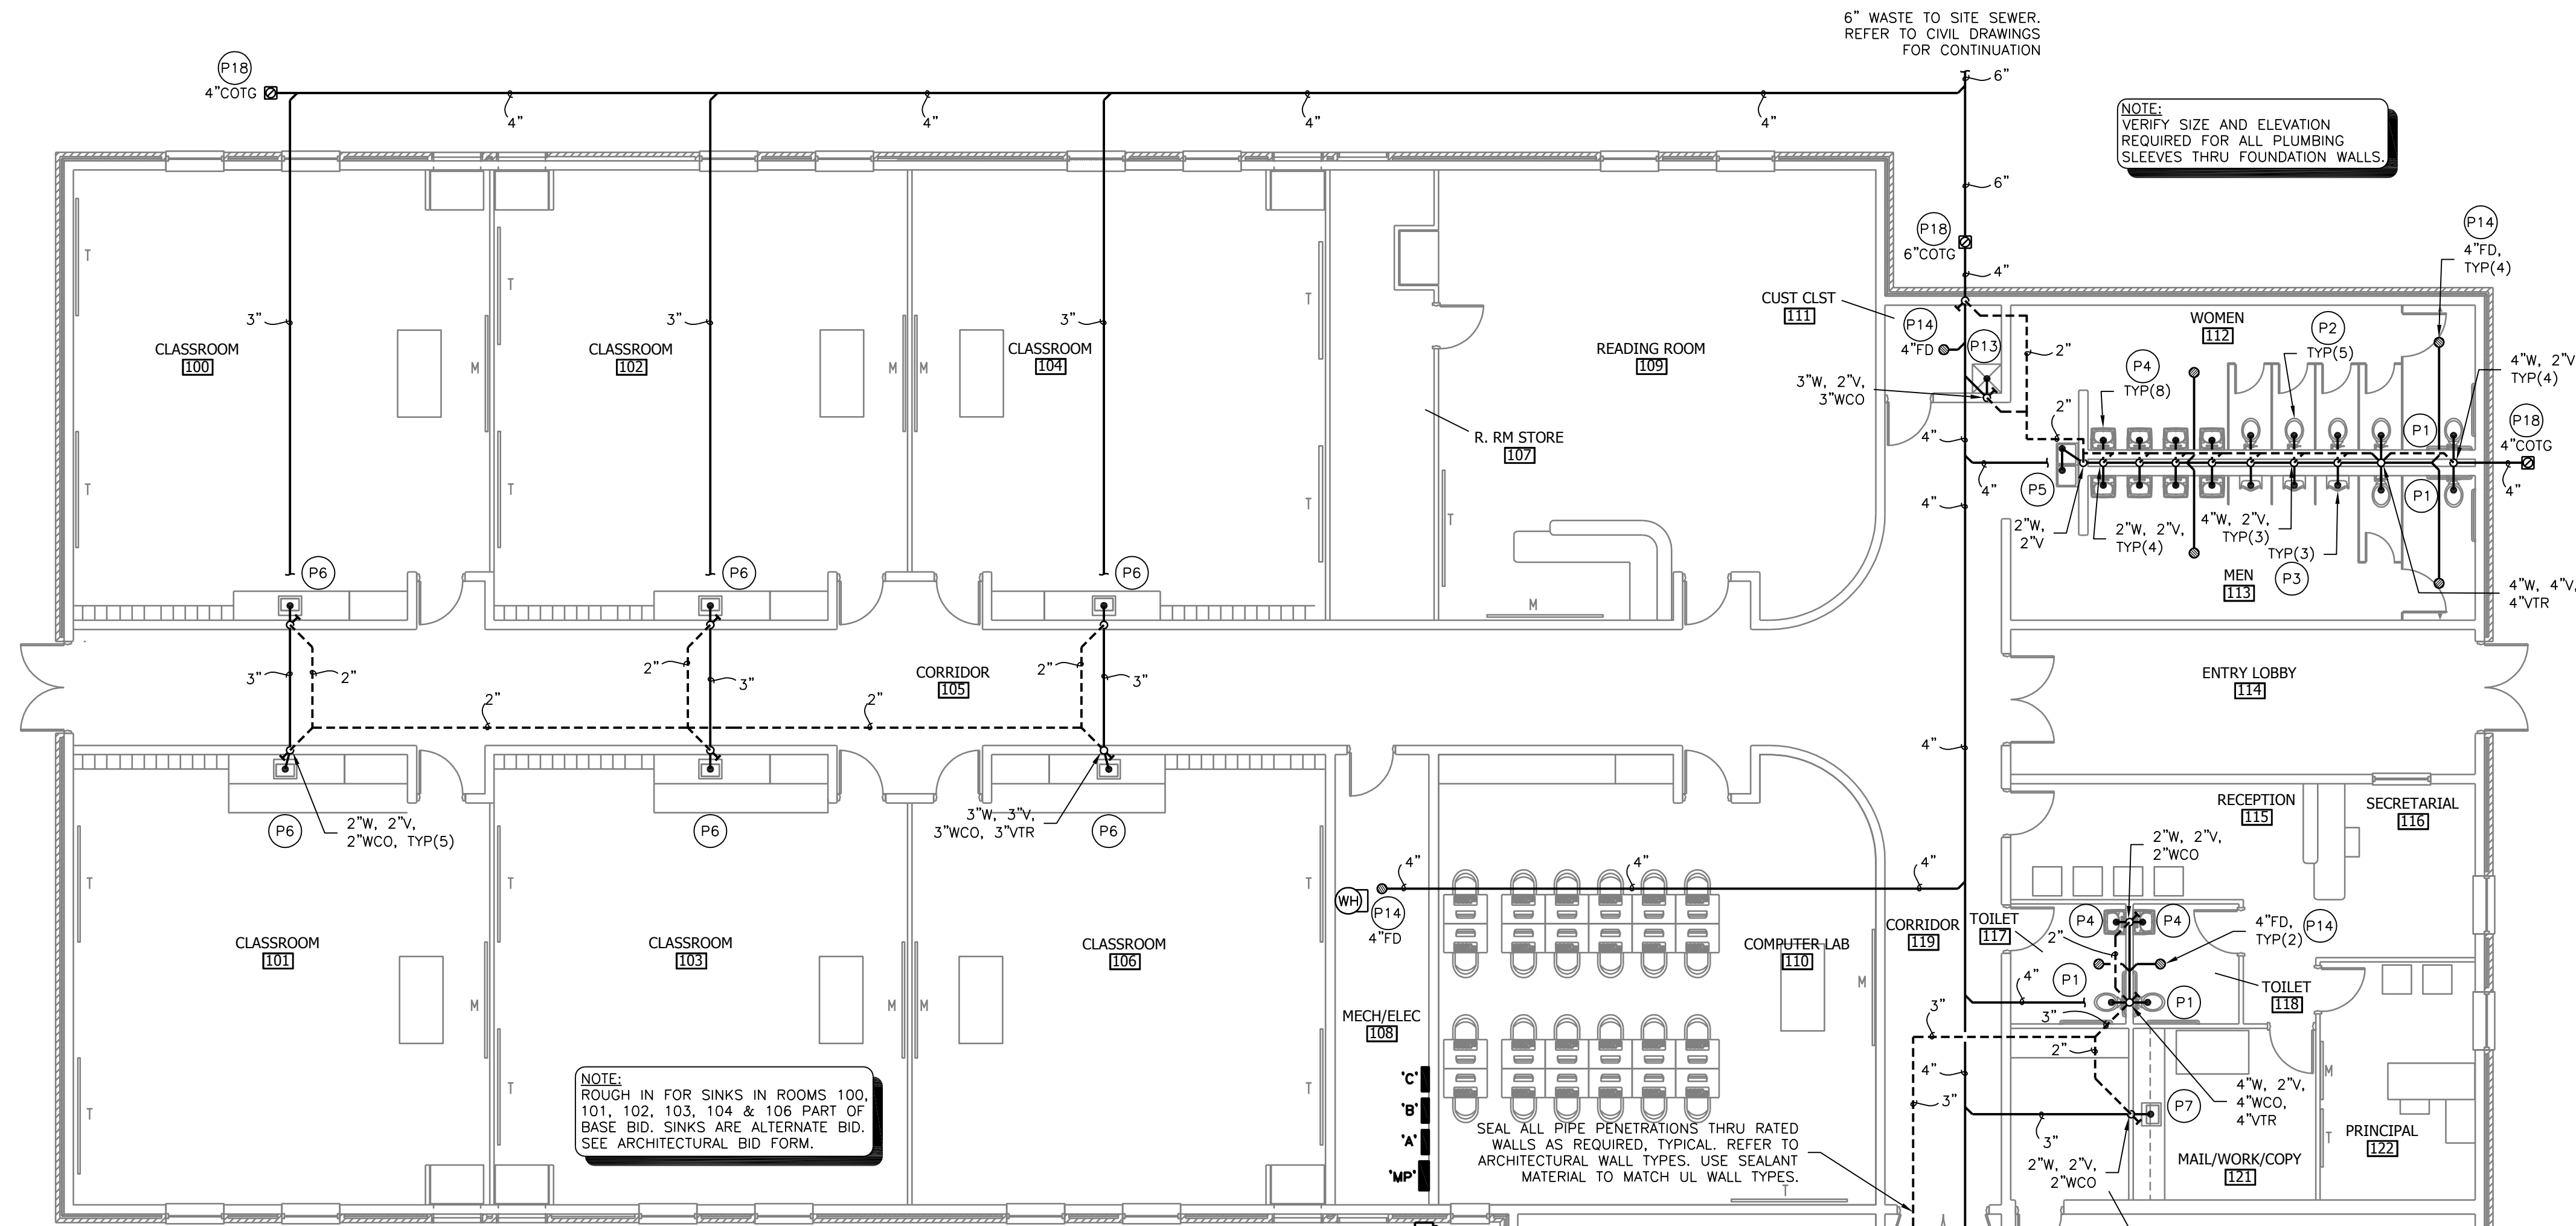 6" WASTE TO SITE SEWER.
REFER TO CIVIL DRAWINGS
FOR CONTINUATION
P18
4"COTG
4"
4"
4"
4"
6"
6"
NOTE:
VERIFY SIZE AND ELEVATION
REQUIRED FOR ALL PLUMBING
SLEEVES THRU FOUNDATION WALLS.
P18
6"COTG
4"
P14
4"FD,
TYP(4)
T
T
T
CUST CLST
111
P14
4"FD
P13
2"
WOMEN
112
P2
TYP(5)
P4
TYP(8)
4"W, 2"V
TYP(4)
P18
4"COTG
4"
3"
3"
3"
CLASSROOM
100
CLASSROOM
102
CLASSROOM
104
READING ROOM
109
M
M
M
3"W, 2"V,
3"WCO
2"
P1
P1
R. RM STORE
107
4"
4"
4"
P5
T
T
T
T
2"W,
2"V
2"W, 2"V,
TYP(4)
4"W, 2"V,
TYP(3)
TYP(3)
P3
MEN
113
4"W, 4"V,
4"VTR
P6
P6
P6
M
3"
2"
2"
3"
2"
3"
2"
2"
CORRIDOR
105
ENTRY LOBBY
114
4"
P6
P6
P6
2"W, 2"V,
2"WCO, TYP(5)
3"W, 3"V,
3"WCO, 3"VTR
RECEPTION
115
SECRETARIAL
116
2"W, 2"V,
2"WCO
WH
P14
4"FD
4"
4"
4"
T
T
T
CLASSROOM
101
CLASSROOM
103
CLASSROOM
106
COMPUTER LAB
110
CORRIDOR
119
TOILET
117
P4
P4
2"
4"FD,
TYP(2)
P14
4"
P1
P1
TOILET
118
M
M
M
M
MECH/ELEC
108
3"
3"
2"
4"
3"
'C'
'B'
'A'
'MP'
4"W, 2"V,
4"WCO,
4"VTR
P7
M
T
T
T
T
NOTE:
ROUGH IN FOR SINKS IN ROOMS 100,
101, 102, 103, 104 & 106 PART OF
BASE BID. SINKS ARE ALTERNATE BID.
SEE ARCHITECTURAL BID FORM.
SEAL ALL PIPE PENETRATIONS THRU RATED
WALLS AS REQUIRED, TYPICAL. REFER TO
ARCHITECTURAL WALL TYPES. USE SEALANT
MATERIAL TO MATCH UL WALL TYPES.
T
3"
2"W, 2"V,
2"WCO
MAIL/WORK/COPY
121
PRINCIPAL
122